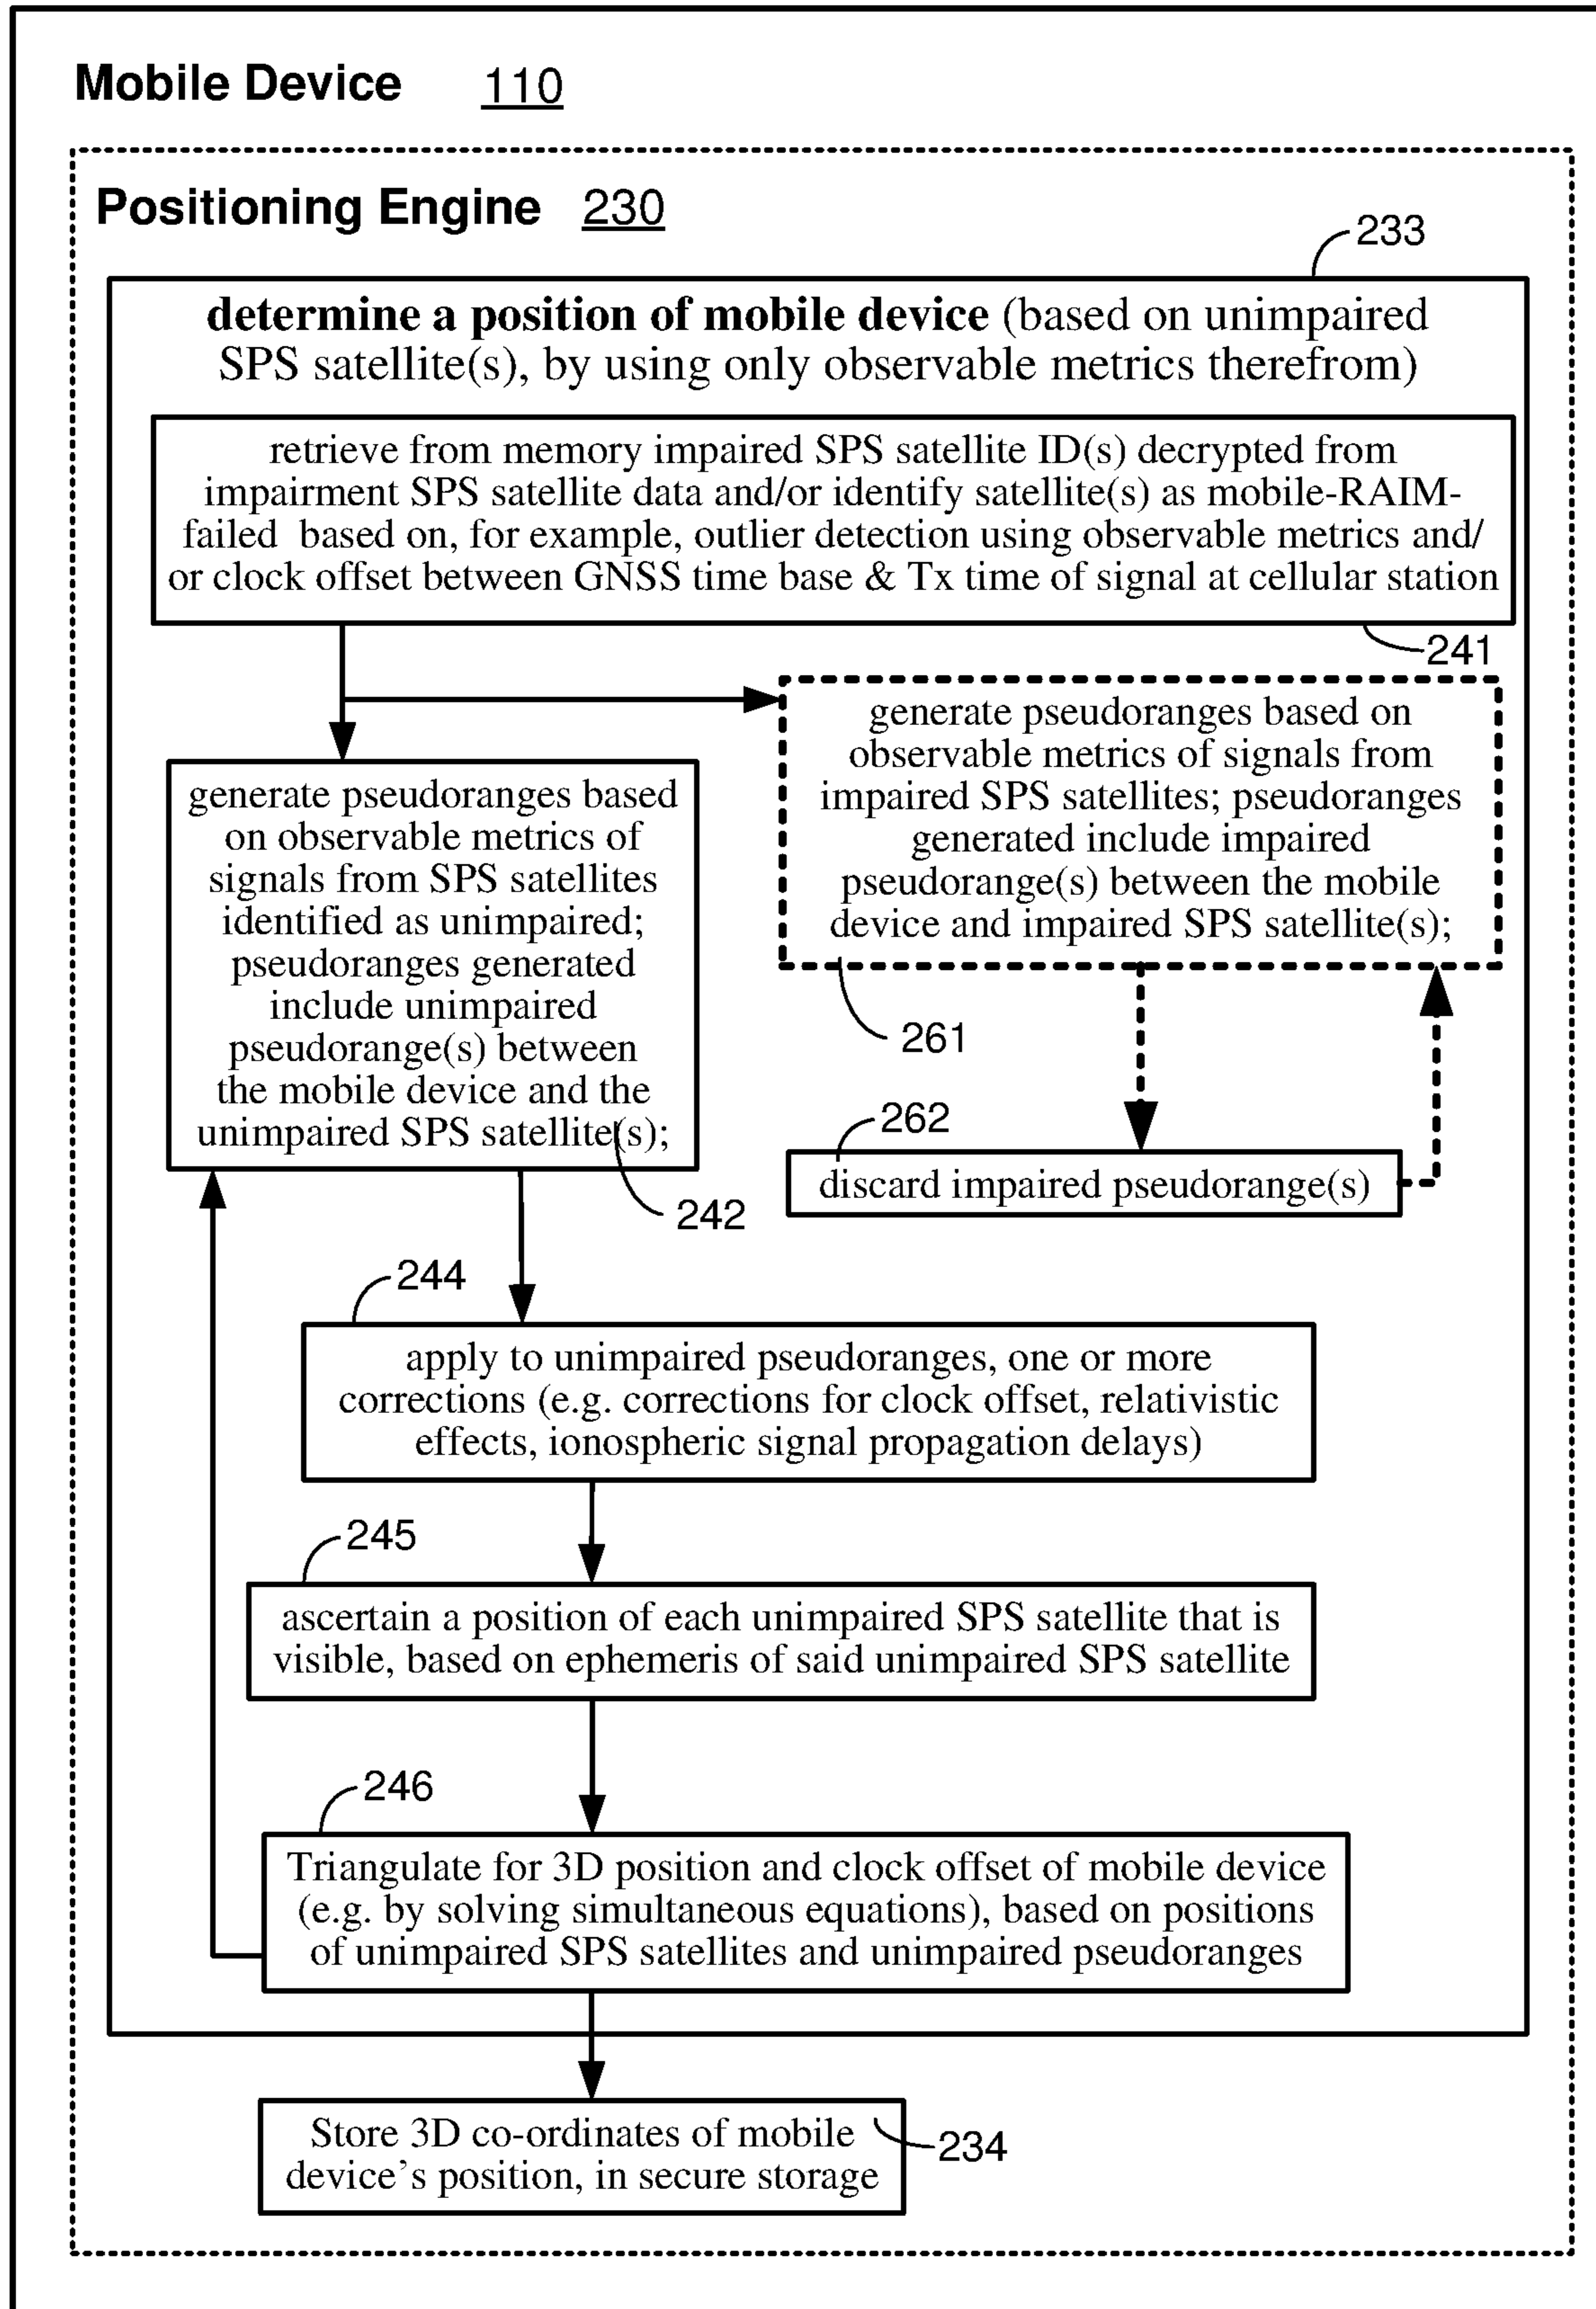 Mobile Device 110
Positioning Engine 230
233
determine a position of mobile device (based on unimpaired
SPS satellite(s), by using only observable metrics therefrom)
retrieve from memory impaired SPS satellite ID(s) decrypted from
impairment SPS satellite data and/or identify satellite(s) as mobile-RAIM-
failed based on, for example, outlier detection using observable metrics and/
or clock offset between GNSS time base & Tx time of signal at cellular station
241
generate pseudoranges based on
observable metrics of signals from
impaired SPS satellites; pseudoranges
generated include impaired
pseudorange(s) between the mobile
device and impaired SPS satellite(s);
261
262
discard impaired pseudorange(s)
generate pseudoranges based
on observable metrics of
signals from SPS satellites
identified as unimpaired;
pseudoranges generated
include unimpaired
pseudorange(s) between
the mobile device and the
unimpaired SPS satellite(s);
242
244
apply to unimpaired pseudoranges, one or more
corrections (e.g. corrections for clock offset, relativistic
effects, ionospheric signal propagation delays)
245
ascertain a position of each unimpaired SPS satellite that is
visible, based on ephemeris of said unimpaired SPS satellite
246
Triangulate for 3D position and clock offset of mobile device
(e.g. by solving simultaneous equations), based on positions
of unimpaired SPS satellites and unimpaired pseudoranges
Store 3D co-ordinates of mobile
device's position, in secure storage
234